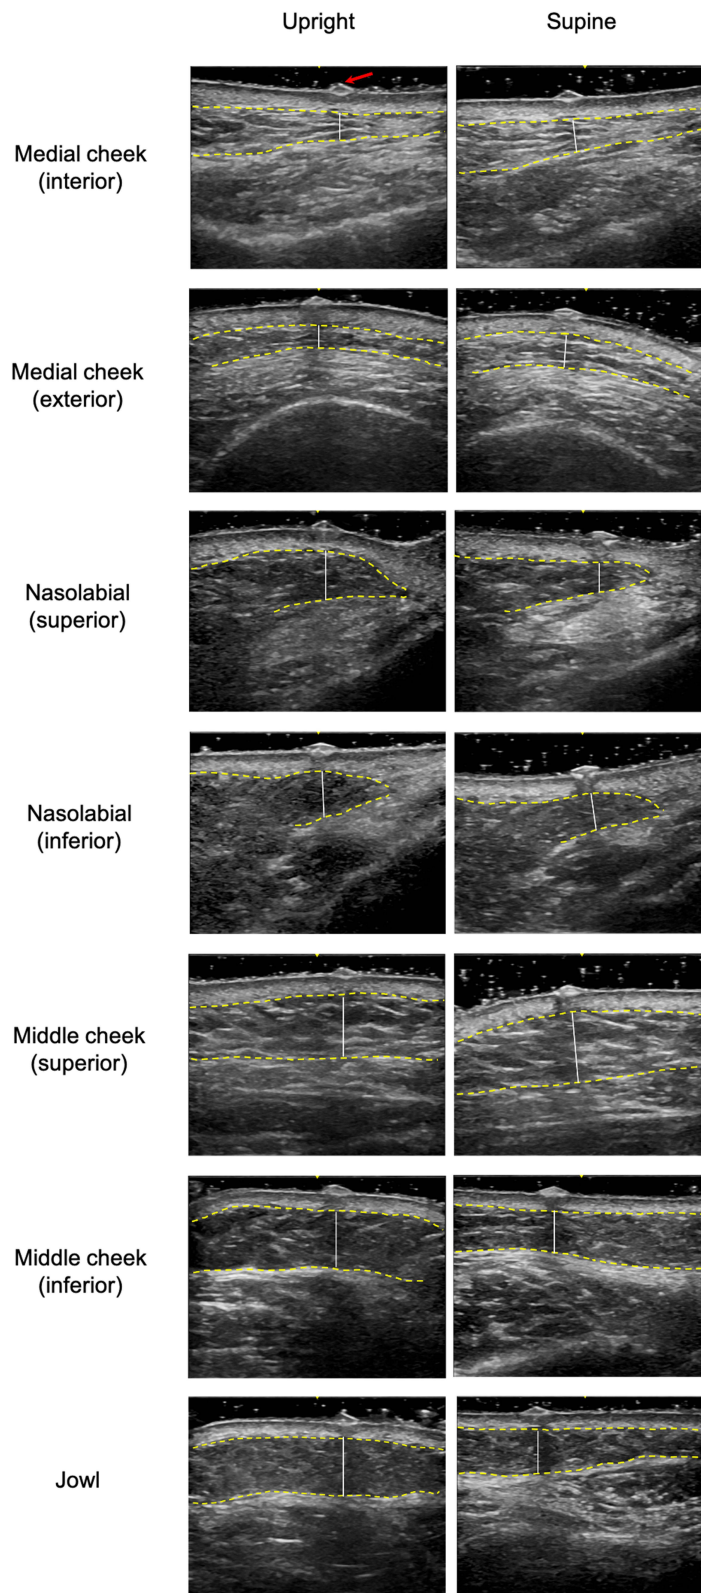 Upright
Supine
Medial cheek
(interior)
Medial cheek
(exterior)
Nasolabial
(superior)
Nasolabial
(inferior)
Middle cheek
(superior)
Middle cheek
(inferior)
Jowl